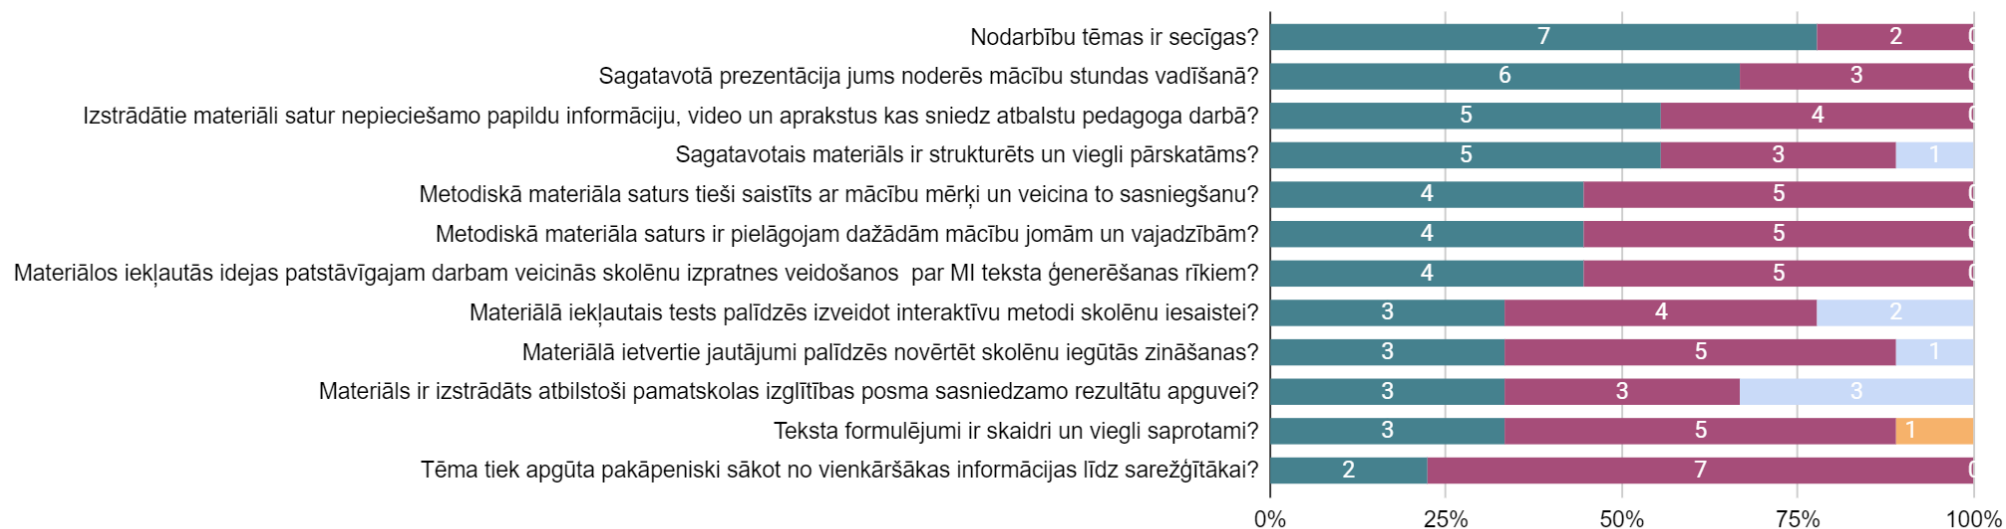 Nodarbību tēmas ir secīgas? 7 2 0
Sagatavotā prezentācija jums noderēs mācību stundas vadīšanā? 6 3 0
Izstrādātie materiāli satur nepieciešamo papildu informāciju, video un aprakstus kas sniedz atbalstu pedagoga darbā? 5 4 0
Sagatavotais materiāls ir strukturēts un viegli pārskatāms? 5 3 1
Metodiskā materiāla saturs tieši saistīts ar mācību mērķi un veicina to sasniegšanu? 4 5 0
Metodiskā materiāla saturs ir pielāgojam dažādām mācību jomām un vajadzībām? 4 5 0
Materiālos iekļautās idejas patstāvīgajam darbam veicinās skolēnu izpratnes veidošanos  par MI teksta ģenerēšanas rīkiem? 4 5 0
Materiālā iekļautais tests palīdzēs izveidot interaktīvu metodi skolēnu iesaistei? 3 4 2
Materiālā ietvertie jautājumi palīdzēs novērtēt skolēnu iegūtās zināšanas? 3 5 1
Materiāls ir izstrādāts atbilstoši pamatskolas izglītības posma sasniedzamo rezultātu apguvei? 3 3 3
Teksta formulējumi ir skaidri un viegli saprotami? 3 5 1
Tēma tiek apgūta pakāpeniski sākot no vienkāršākas informācijas līdz sarežģītākai? 2 7 0
0% 25% 50% 75% 100%